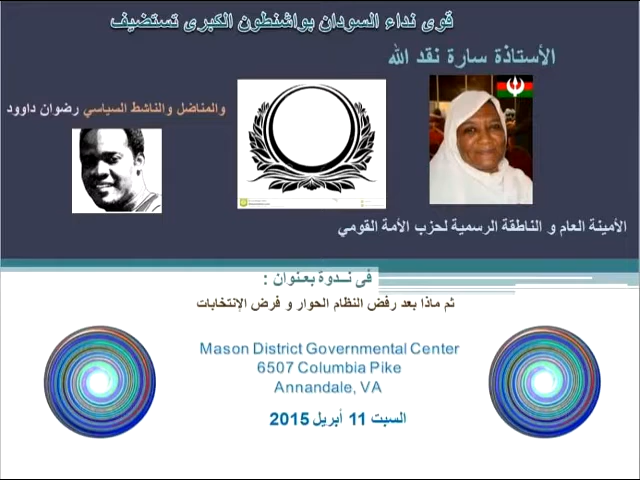 قوى نداء السودان بواشنطون الكبرى تستضيف
الأستاذة سارة نقد الله
والمناضل والناشط السياسي رضوان داوود
الأمينة العام و الناطقة الرسمية لحزب الأمة القومي
فى نــدوة بعنوان :
ثم ماذا بعد رفض النظام الحوار و فرض الإنتخابات
Mason District Governmental Center
6507 Columbia Pike
Annandale, VA
السبت 11 أبريل 2015